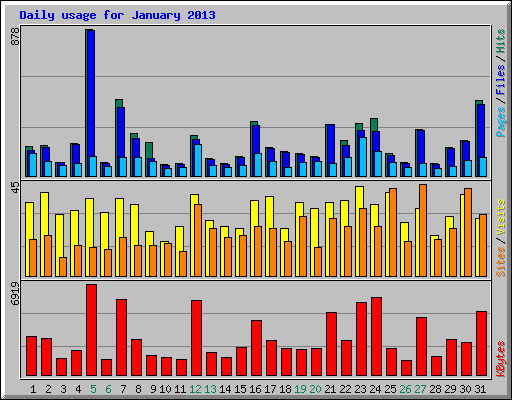 Daily usage for January 2013
878
Pages / Files / Hits
45
Sites / Visits
6919
KBytes
1 2 3 4 5 6 7 8 9 10 11 12 13 14 15 16 17 18 19 20 21 22 23 24 25 26 27 28 29 30 31